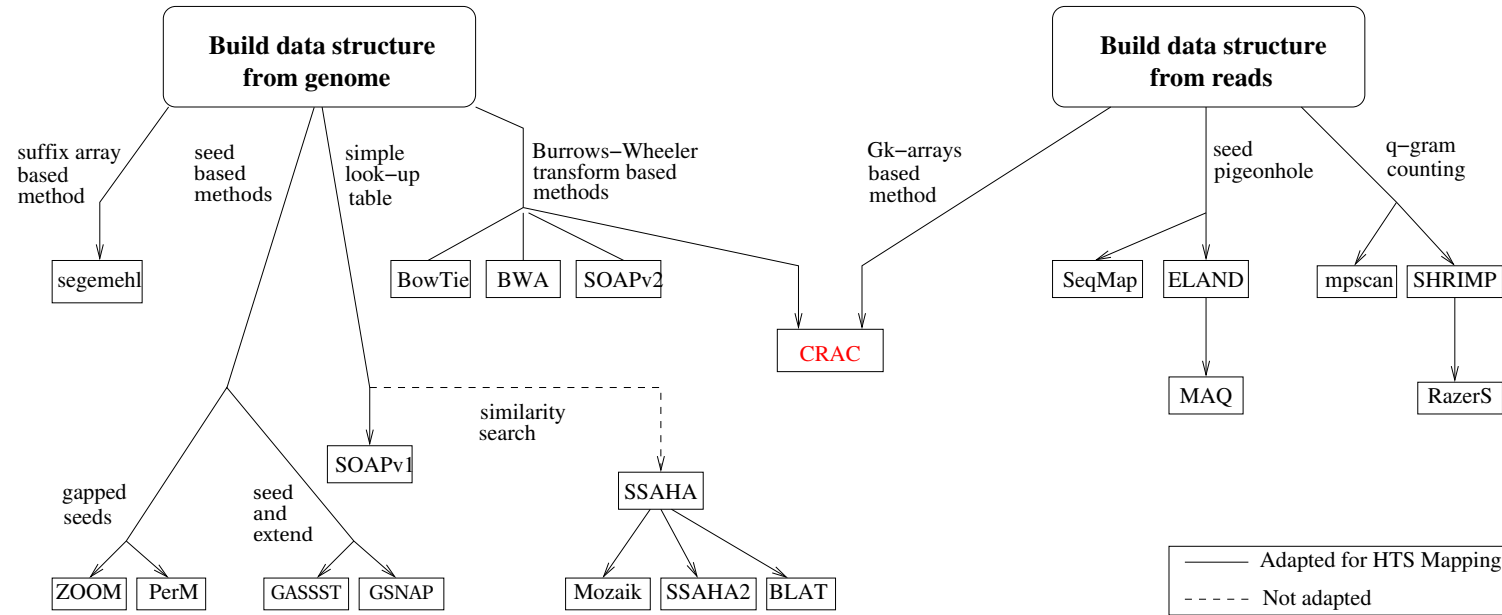 Build data structure
from genome
Build data structure
from reads
suffix array
based
method
seed
based
methods
simple
look-up
table
Burrows-Wheeler
transform based
methods
Gk-arrays
based
method
seed
pigeonhole
q-gram
counting
segemehl
BowTie
BWA
SOAPv2
SeqMap
ELAND
mpscan
SHRIMP
CRAC
MAQ
RazerS
similarity
search
SOAPv1
SSAHA
gapped
seeds
seed
and
extend
ZOOM
PerM
GASSST
GSNAP
Mozaik
SSAHA2
BLAT
Adapted for HTS Mapping
Not adapted